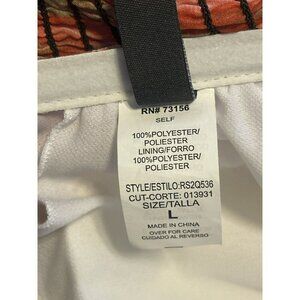 RN# 73156
SELF
100%POLYESTER/
POLIESTER
LINING/FORRO
100%POLYESTER/
POLIESTER
STYLE/ESTILO:RS2Q536
CUT-CORTE: 013931
SIZE/TALLA
L
MADE IN CHINA
OVER FOR CARE
CUIDADO AL REVERSO